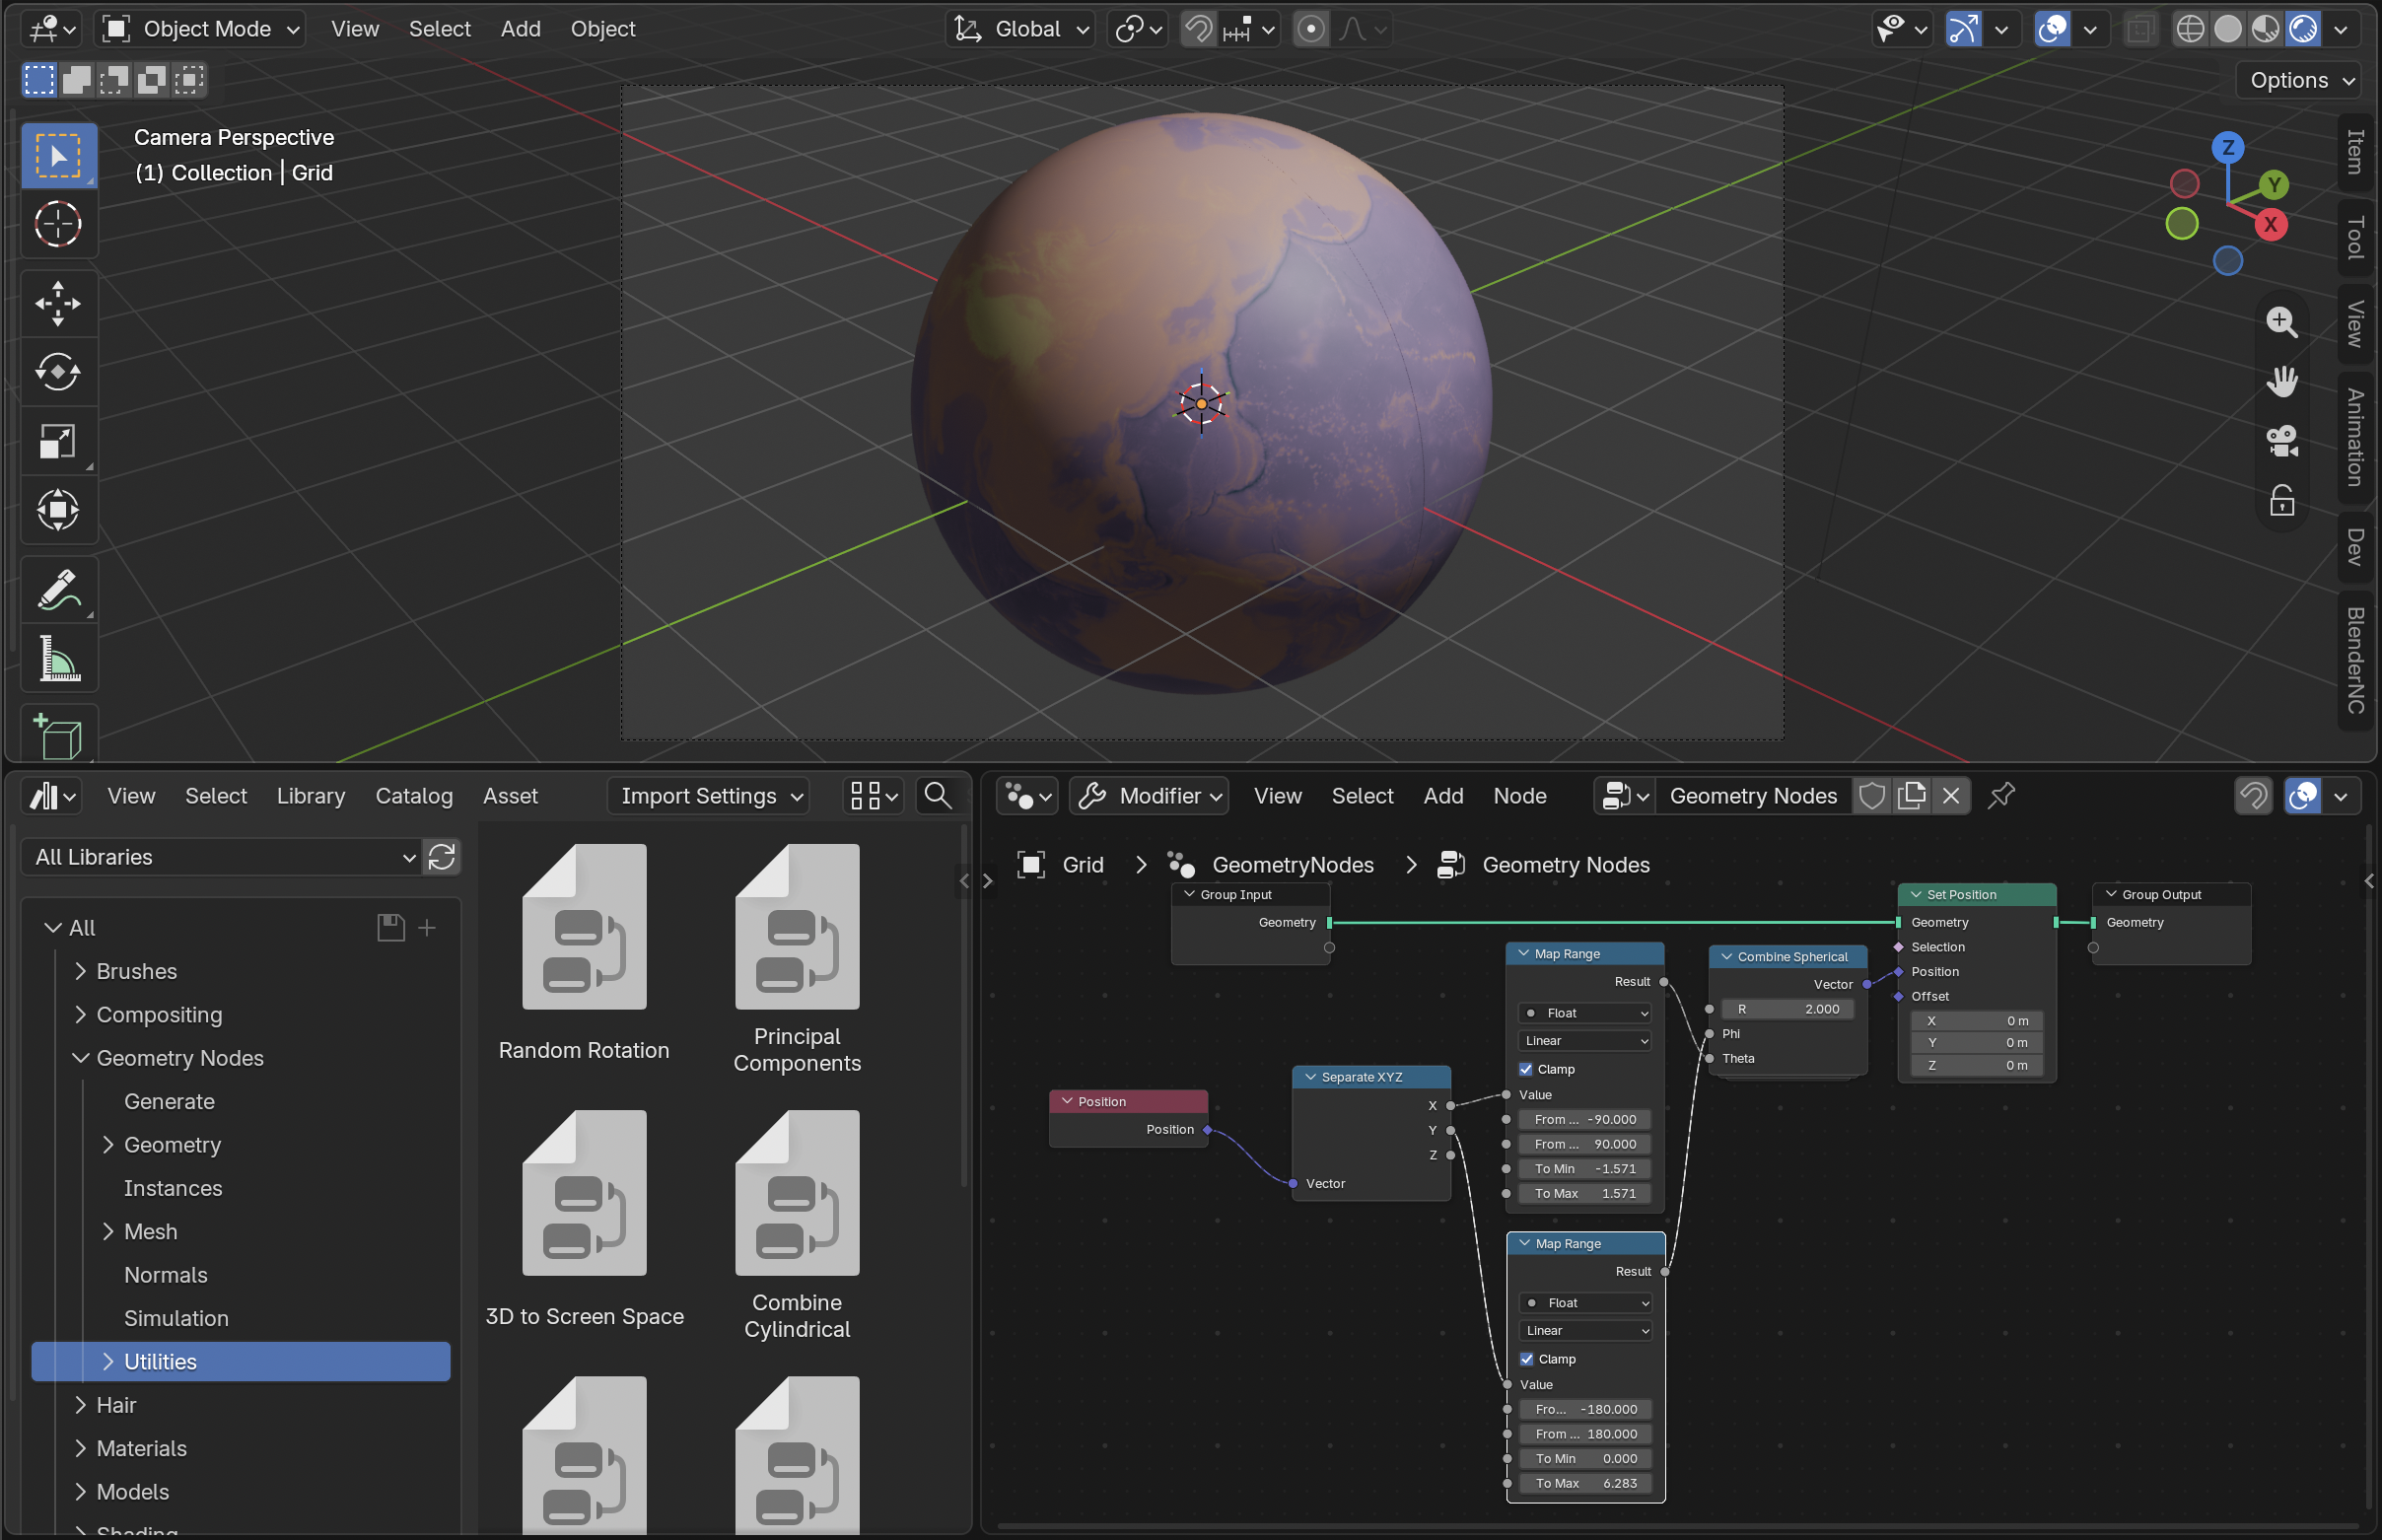 Object Mode
View
Select
Add
Object
Global
Options
Camera Perspective
(1) Collection | Grid
Z
Y
X
Item
Tool
View
Animation
Dev
BlenderNC
View
Select
Library
Catalog
Asset
Import Settings
All Libraries
All
Brushes
Compositing
Geometry Nodes
Generate
Geometry
Instances
Mesh
Normals
Simulation
Utilities
Hair
Materials
Models
Shading
Random Rotation
Principal
Components
3D to Screen Space
Combine
Cylindrical
Modifier
View
Select
Add
Node
Geometry Nodes
Grid > GeometryNodes > Geometry Nodes
Group Input
Geometry
Position
Position
Separate XYZ
X
Y
Z
Vector
Map Range
Result
Float
Linear
Clamp
Value
From ... -90.000
From ... 90.000
To Min -1.571
To Max 1.571
Map Range
Result
Float
Linear
Clamp
Value
Fro... -180.000
From ... 180.000
To Min 0.000
To Max 6.283
Combine Spherical
Vector
R 2.000
Phi
Theta
Set Position
Geometry
Selection
Position
Offset
X 0 m
Y 0 m
Z 0 m
Group Output
Geometry